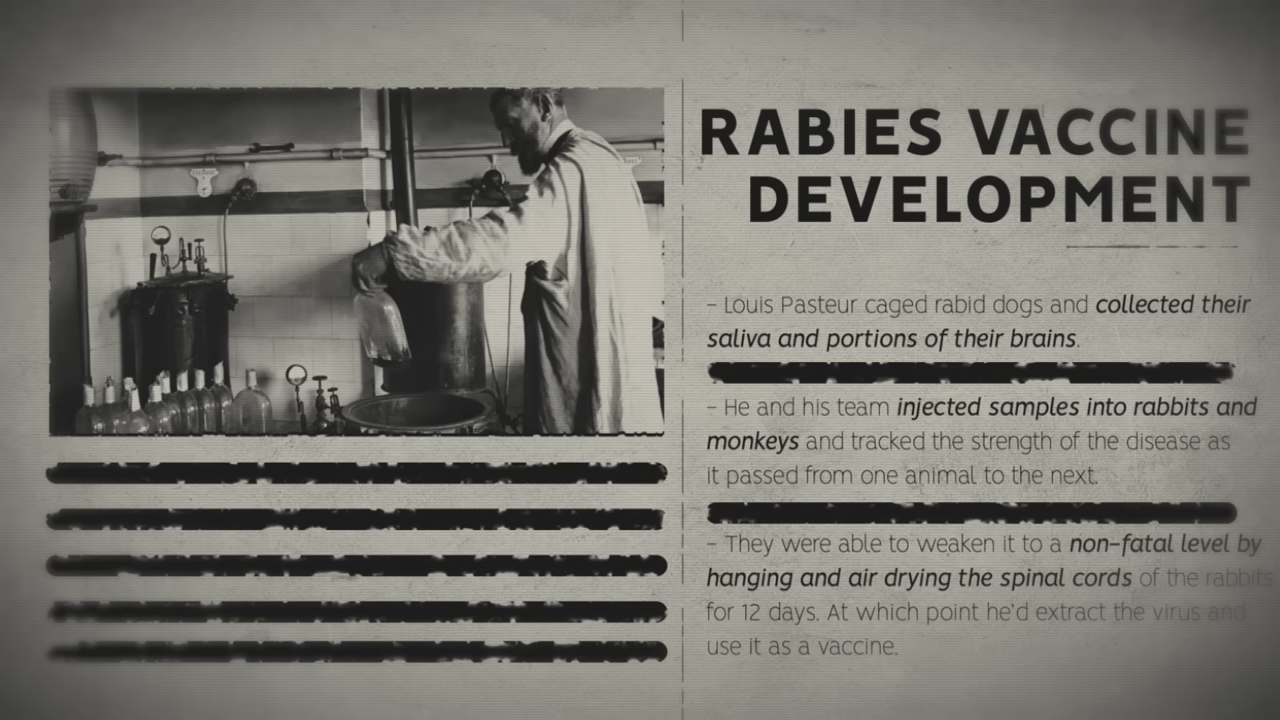 RABIES VACCINE
DEVELOPMENT
– Louis Pasteur caged rabid dogs and collected their
saliva and portions of their brains.
– He and his team injected samples into rabbits and
monkeys and tracked the strength of the disease as
it passed from one animal to the next.
– They were able to weaken it to a non-fatal level by
hanging and air drying the spinal cords of the rabbits
for 12 days. At which point he'd extract the virus and
use it as a vaccine.